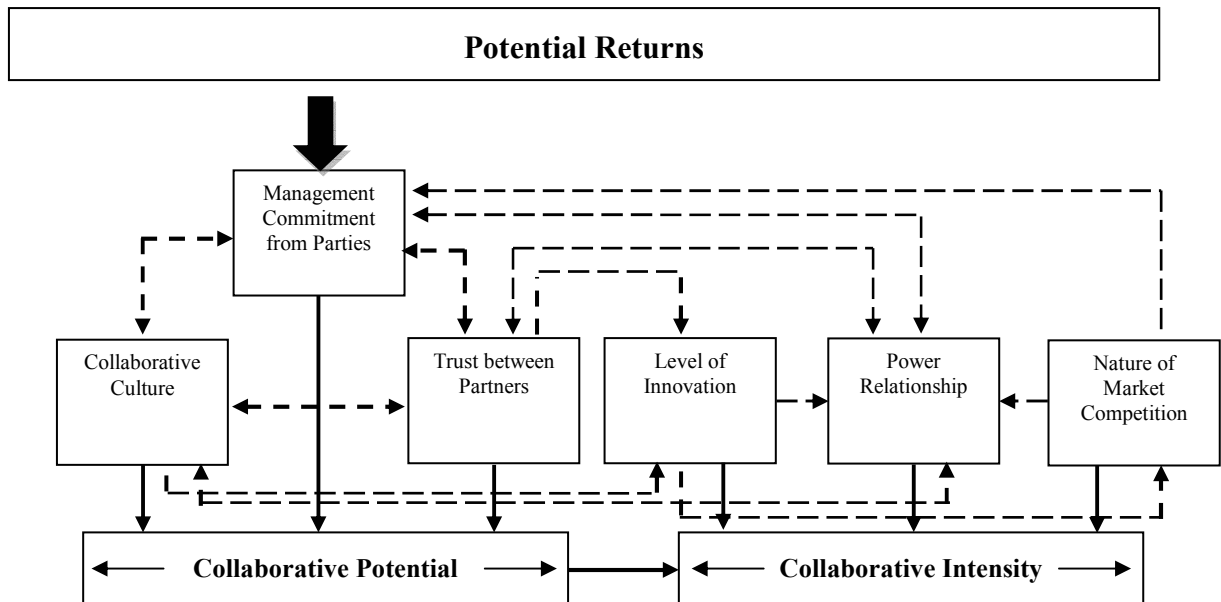 Potential Returns
Management
Commitment
from Parties
Collaborative
Culture
Trust between
Partners
Level of
Innovation
Power
Relationship
Nature of
Market
Competition
Collaborative Potential
Collaborative Intensity